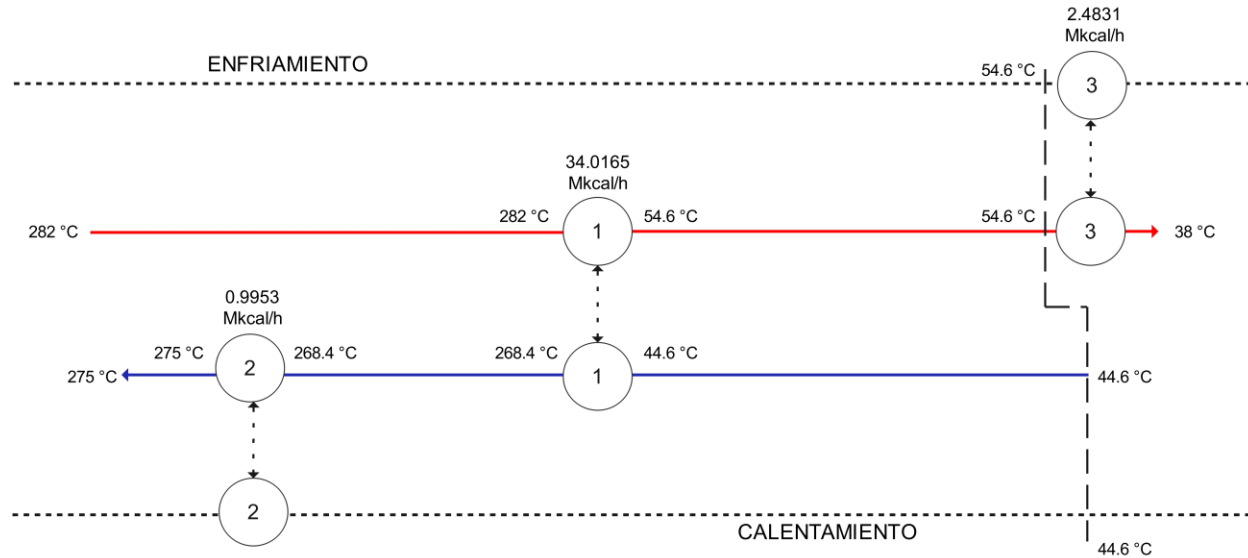 2.4831
Mkcal/h
ENFRIAMIENTO
54.6 °C
3
34.0165
Mkcal/h
282 °C
282 °C
1
54.6 °C
54.6 °C
3
38 °C
0.9953
Mkcal/h
275 °C
275 °C
2
268.4 °C
268.4 °C
1
44.6 °C
44.6 °C
2
CALENTAMIENTO
44.6 °C